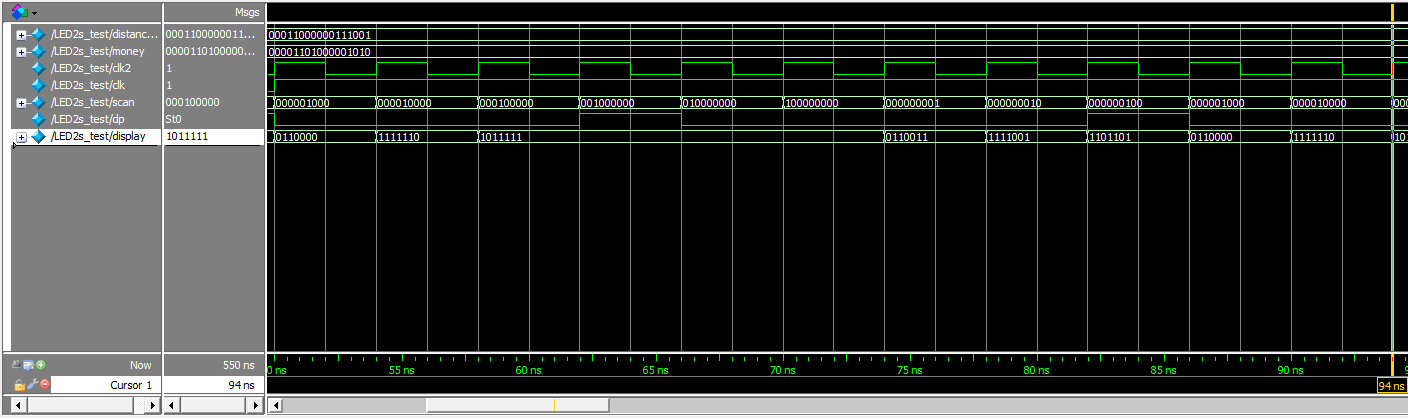 Msgs
/LED2s_test/distanc... 0001100000011... 00011000000111001
/LED2s_test/money 0000110100000... 00001101000001010
/LED2s_test/clk2 1
/LED2s_test/clk 1
/LED2s_test/scan 000100000 000001000 000010000 000100000 001000000 010000000 100000000 000000001 000000010 000000100 000001000 000010000 000
/LED2s_test/dp St0
/LED2s_test/display 1011111 0110000 1111110 1011111 0110011 1111001 1101101 0110000 1111110 101
Now 550 ns 0 ns 55 ns 60 ns 65 ns 70 ns 75 ns 80 ns 85 ns 90 ns 9
Cursor 1 94 ns 94 ns